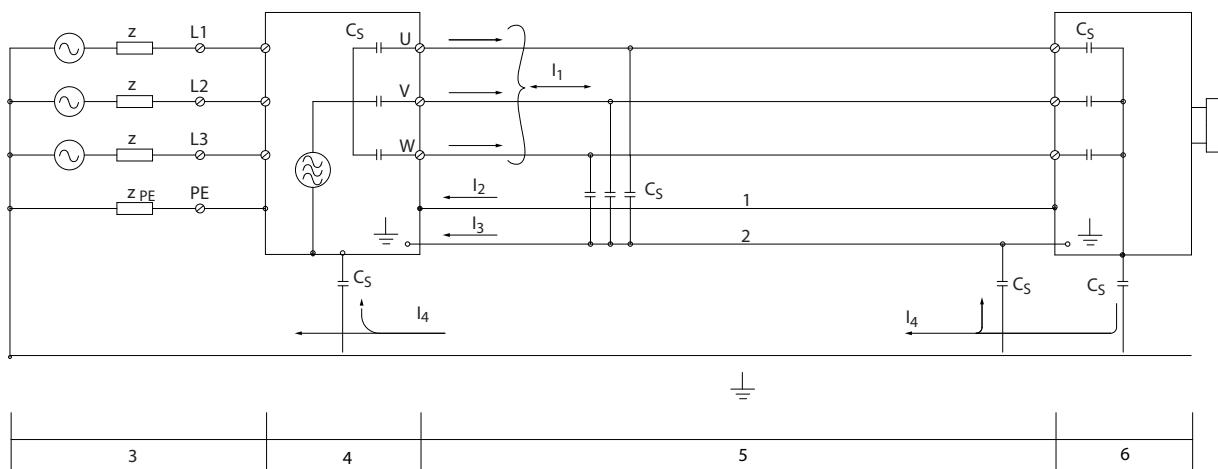 z L1 C_S U C_S
I_1
z L2 V
z L3 W
z_PE PE I_2 C_S 1
I_3 2
C_S C_S C_S
I_4 I_4
3 4 5 6